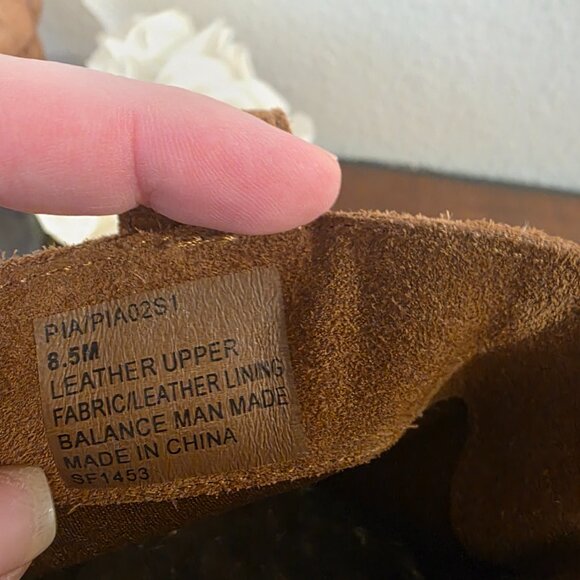 PIA/PIA02S1
8.5M
LEATHER UPPER
FABRIC/LEATHER LINING
BALANCE MAN MADE
MADE IN CHINA
SF1453